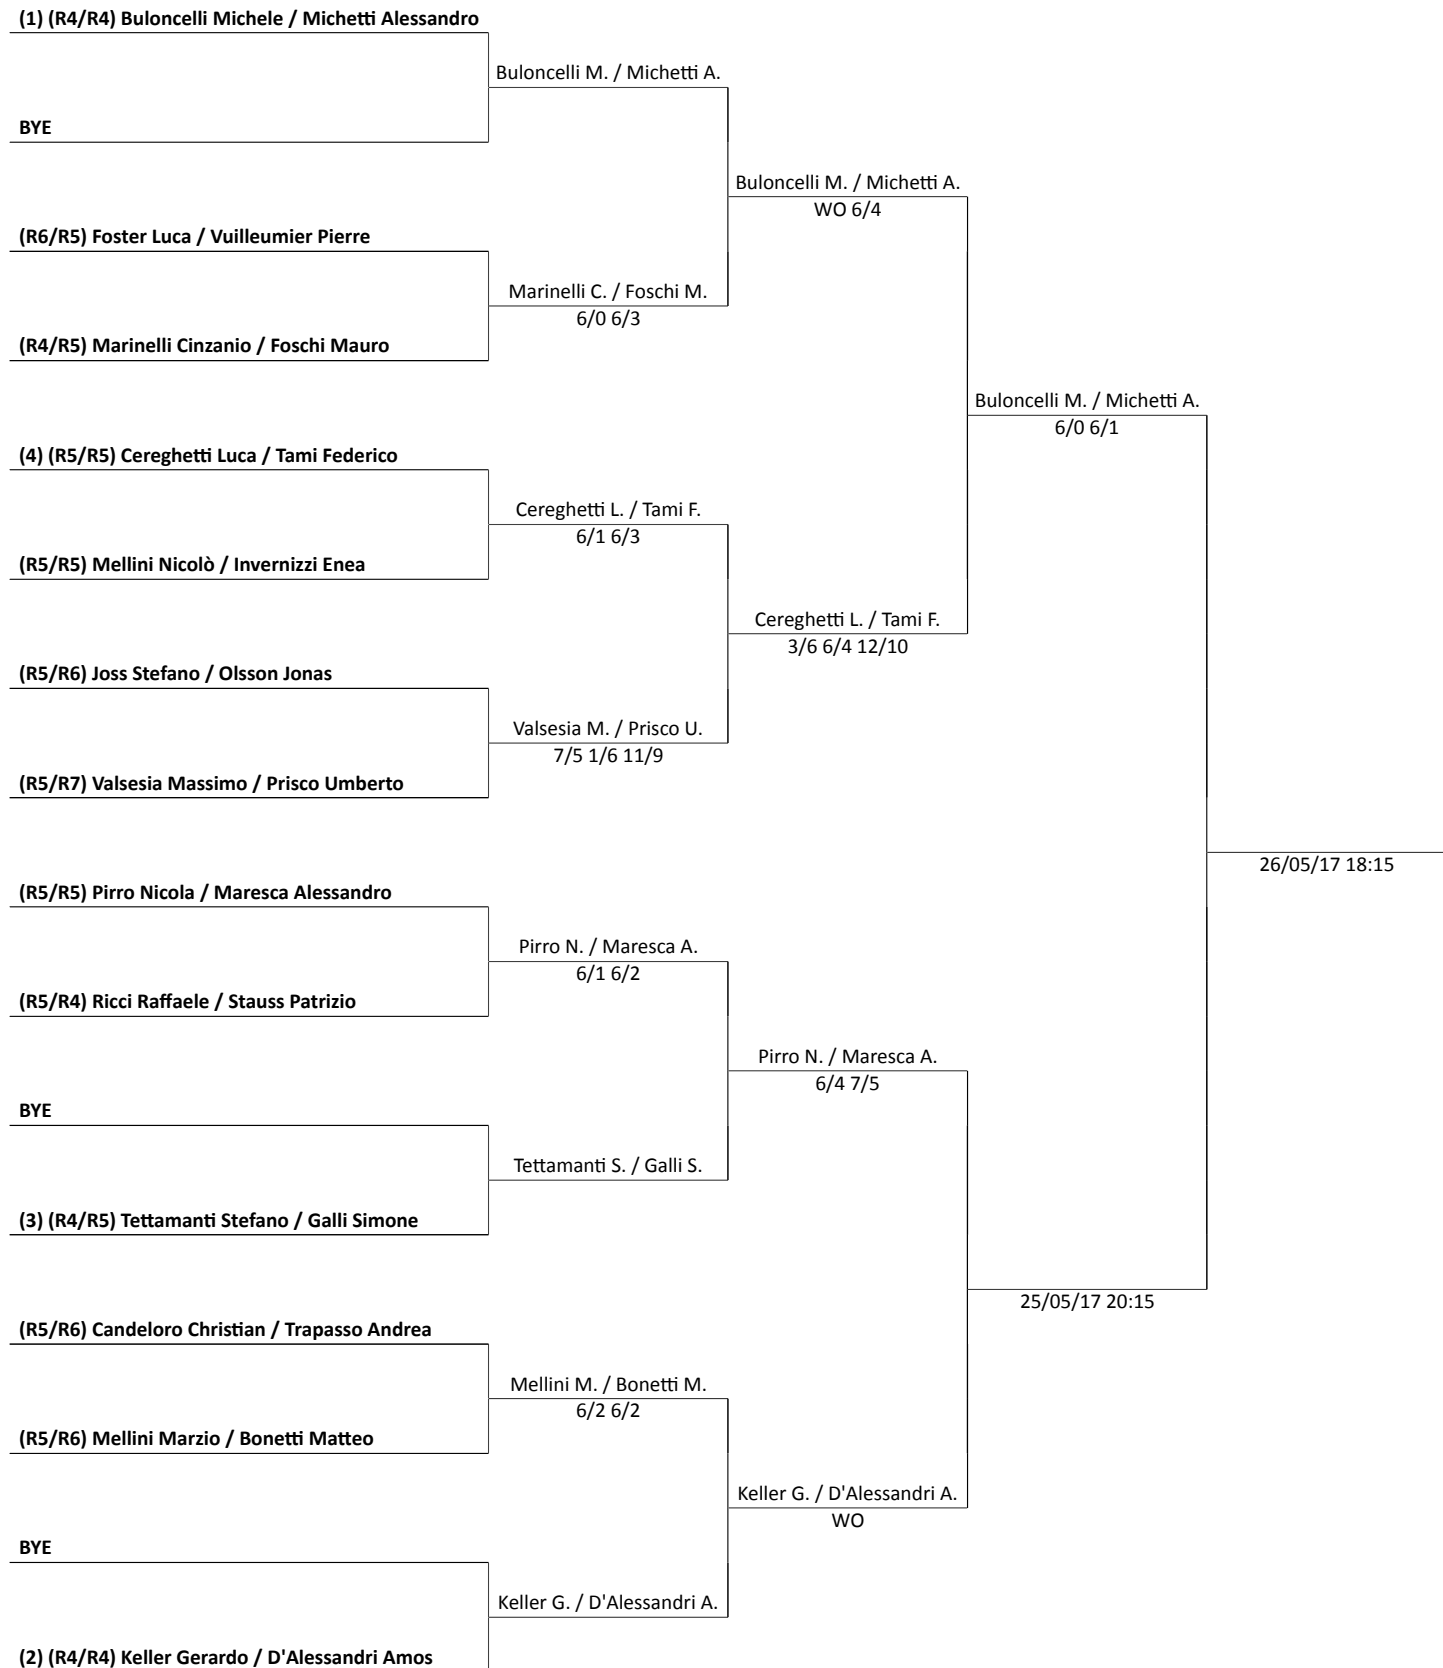 (1) (R4/R4) Buloncelli Michele / Michetti Alessandro
Buloncelli M. / Michetti A.
BYE
Buloncelli M. / Michetti A.
WO 6/4
(R6/R5) Foster Luca / Vuilleumier Pierre
Marinelli C. / Foschi M.
6/0 6/3
(R4/R5) Marinelli Cinzanio / Foschi Mauro
Buloncelli M. / Michetti A.
6/0 6/1
(4) (R5/R5) Cereghetti Luca / Tami Federico
Cereghetti L. / Tami F.
6/1 6/3
(R5/R5) Mellini Nicolò / Invernizzi Enea
Cereghetti L. / Tami F.
3/6 6/4 12/10
(R5/R6) Joss Stefano / Olsson Jonas
Valsesia M. / Prisco U.
7/5 1/6 11/9
(R5/R7) Valsesia Massimo / Prisco Umberto
26/05/17 18:15
(R5/R5) Pirro Nicola / Maresca Alessandro
Pirro N. / Maresca A.
6/1 6/2
(R5/R4) Ricci Raffaele / Stauss Patrizio
Pirro N. / Maresca A.
6/4 7/5
BYE
Tettamanti S. / Galli S.
(3) (R4/R5) Tettamanti Stefano / Galli Simone
25/05/17 20:15
(R5/R6) Candeloro Christian / Trapasso Andrea
Mellini M. / Bonetti M.
6/2 6/2
(R5/R6) Mellini Marzio / Bonetti Matteo
Keller G. / D'Alessandri A.
WO
BYE
Keller G. / D'Alessandri A.
(2) (R4/R4) Keller Gerardo / D'Alessandri Amos